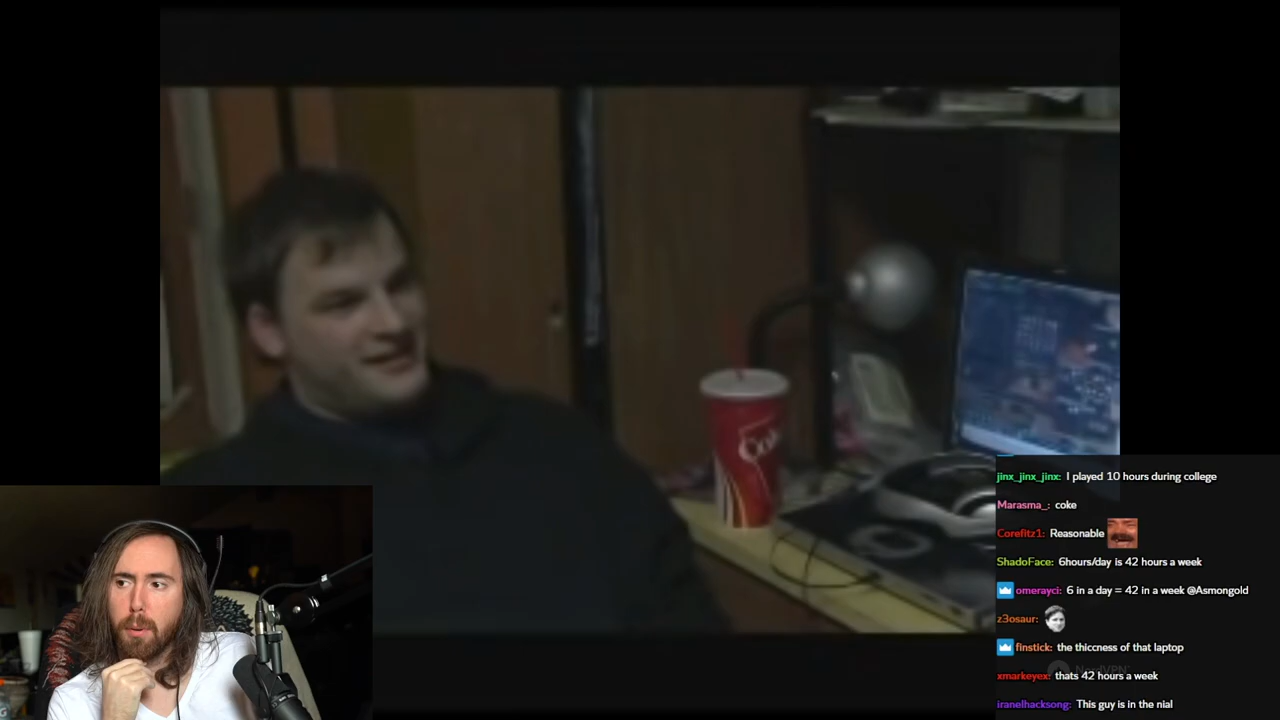 Coke
jinx_jinx_jinx: I played 10 hours during college
Marasma_: coke
Corefitz1: Reasonable
ShadoFace: 6hours/day is 42 hours a week
omerayci: 6 in a day = 42 in a week @Asmongold
z3osaur:
finstick: the thiccness of that laptop
NordVPN
xmarkeyex: thats 42 hours a week
iranelhacksong: This guy is in the nial